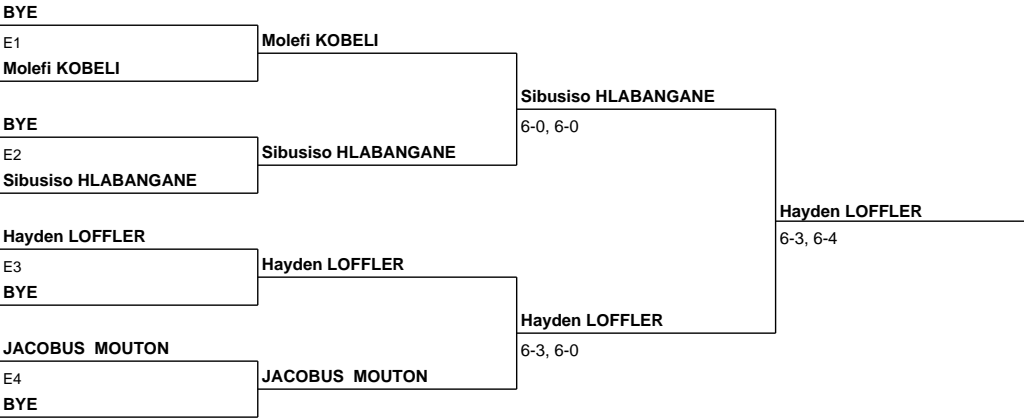 BYE
E1
Molefi KOBELI
BYE
E2
Sibusiso HLABANGANE
Hayden LOFFLER
E3
BYE
JACOBUS MOUTON
E4
BYE
Molefi KOBELI
Sibusiso HLABANGANE
Hayden LOFFLER
JACOBUS MOUTON
Sibusiso HLABANGANE
6-0, 6-0
Hayden LOFFLER
6-3, 6-0
Hayden LOFFLER
6-3, 6-4